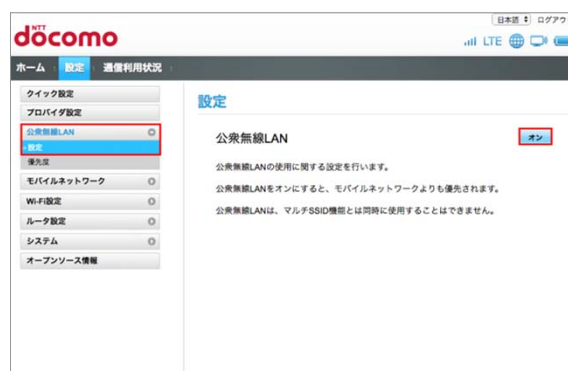 日本語 ログアウ
NTT
döcomo
LTE
ホーム 設定 通信利用状況
クイック設定
プロバイダ設定
公衆無線LAN
設定
優先度
モバイルネットワーク
Wi-Fi設定
ルータ設定
システム
オープンソース情報
設定
公衆無線LAN オン
公衆無線LANの使用に関する設定を行います。
公衆無線LANをオンにすると、モバイルネットワークよりも優先されます。
公衆無線LANは、マルチSSID機能とは同時に使用することはできません。